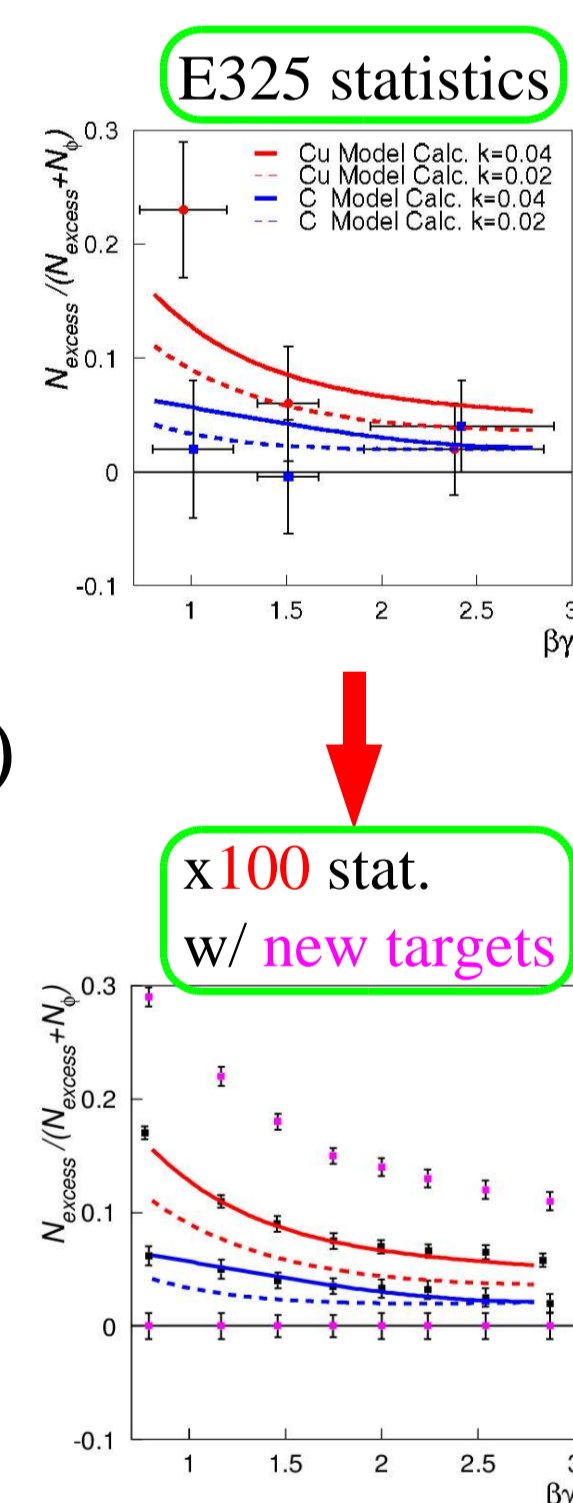 E325 statistics
N_excess /(N_excess+N_ϕ)
0.3
0.2
0.1
0
-0.1
Cu Model Calc. k=0.04
Cu Model Calc. k=0.02
C Model Calc. k=0.04
C Model Calc. k=0.02
1 1.5 2 2.5 3
βγ
)
x100 stat.
w/ new targets
N_excess /(N_excess+N_ϕ)
0.3
0.2
0.1
0
-0.1
1 1.5 2 2.5 3
βγ